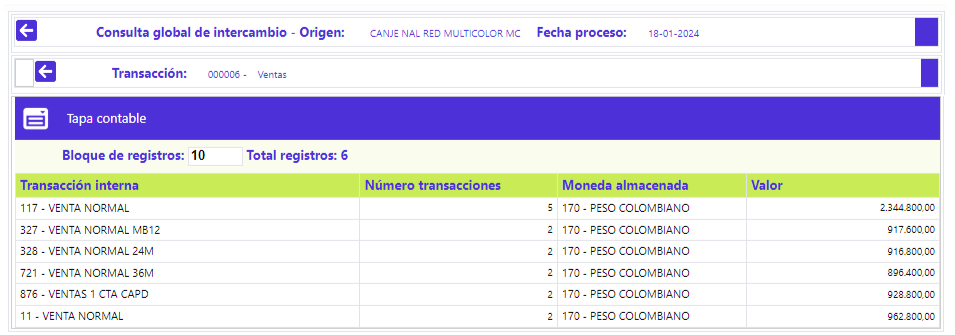 Consulta global de intercambio - Origen: CANJE NAL RED MULTICOLOR MC Fecha proceso: 18-01-2024
Transacción: 000006 - Ventas
Tapa contable
Bloque de registros: 10 Total registros: 6
Transacción interna Número transacciones Moneda almacenada Valor
117 - VENTA NORMAL 5 170 - PESO COLOMBIANO 2.344.800,00
327 - VENTA NORMAL MB12 2 170 - PESO COLOMBIANO 917.600,00
328 - VENTA NORMAL 24M 2 170 - PESO COLOMBIANO 916.800,00
721 - VENTA NORMAL 36M 2 170 - PESO COLOMBIANO 896.400,00
876 - VENTAS 1 CTA CAPD 2 170 - PESO COLOMBIANO 928.800,00
11 - VENTA NORMAL 2 170 - PESO COLOMBIANO 962.800,00